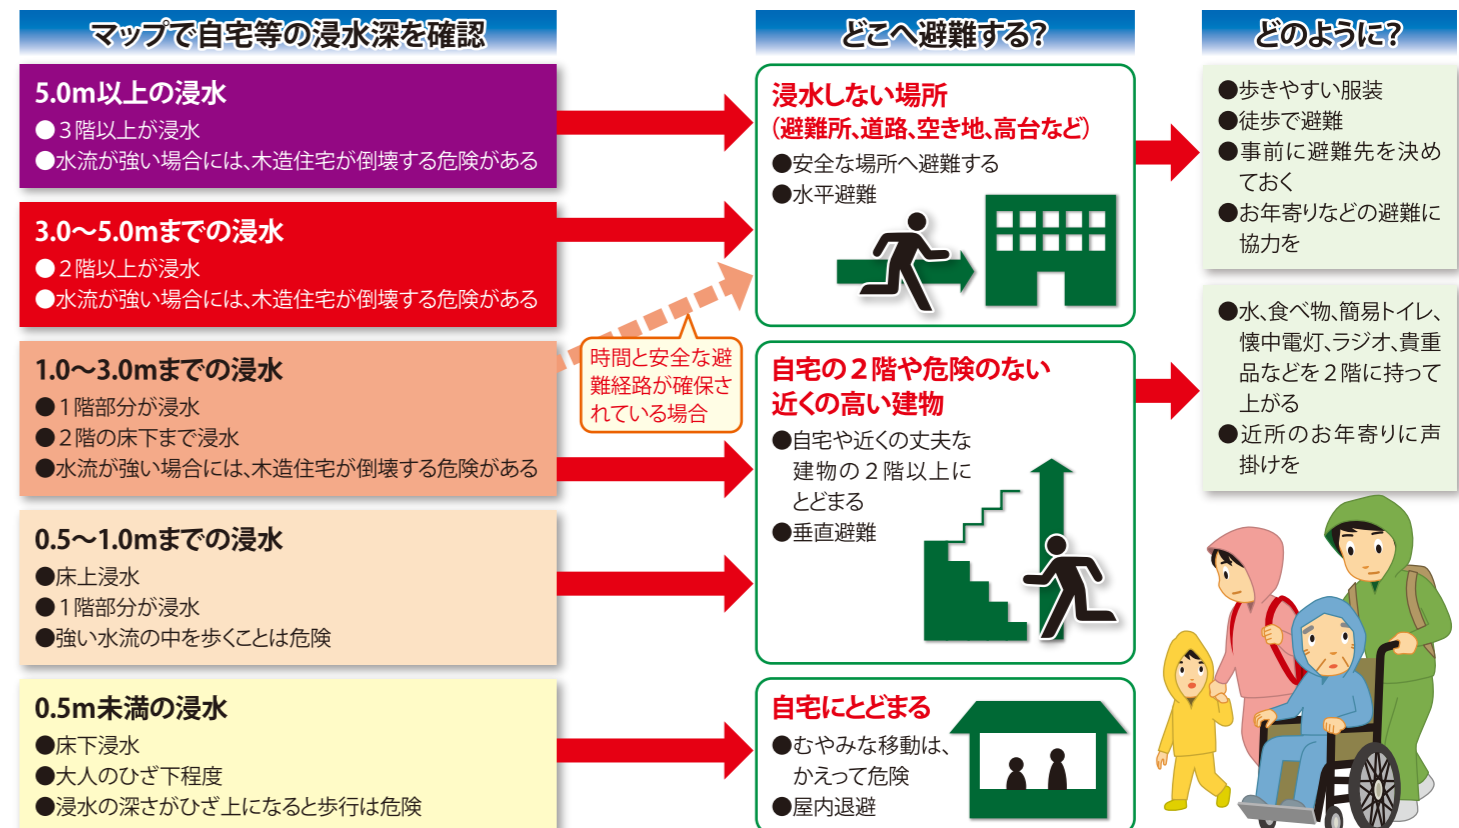 マップで自宅等の浸水深を確認
どこへ避難する?
どのように?
5.0m以上の浸水
●３階以上が浸水
●水流が強い場合には、木造住宅が倒壊する危険がある
3.0〜5.0mまでの浸水
●２階以上が浸水
●水流が強い場合には、木造住宅が倒壊する危険がある
1.0〜3.0mまでの浸水
●１階部分が浸水
●２階の床下まで浸水
●水流が強い場合には、木造住宅が倒壊する危険がある
0.5〜1.0mまでの浸水
●床上浸水
●１階部分が浸水
●強い水流の中を歩くことは危険
0.5m未満の浸水
●床下浸水
●大人のひざ下程度
●浸水の深さがひざ上になると歩行は危険
時間と安全な避
難経路が確保さ
れている場合
浸水しない場所
(避難所、道路、空き地、高台など)
●安全な場所へ避難する
●水平避難
自宅の２階や危険のない
近くの高い建物
●自宅や近くの丈夫な
建物の２階以上に
とどまる
●垂直避難
自宅にとどまる
●むやみな移動は、
かえって危険
●屋内退避
●歩きやすい服装
●徒歩で避難
●事前に避難先を決め
ておく
●お年寄りなどの避難に
協力を
●水、食べ物、簡易トイレ、
懐中電灯、ラジオ、貴重
品などを２階に持って
上がる
●近所のお年寄りに声
掛けを